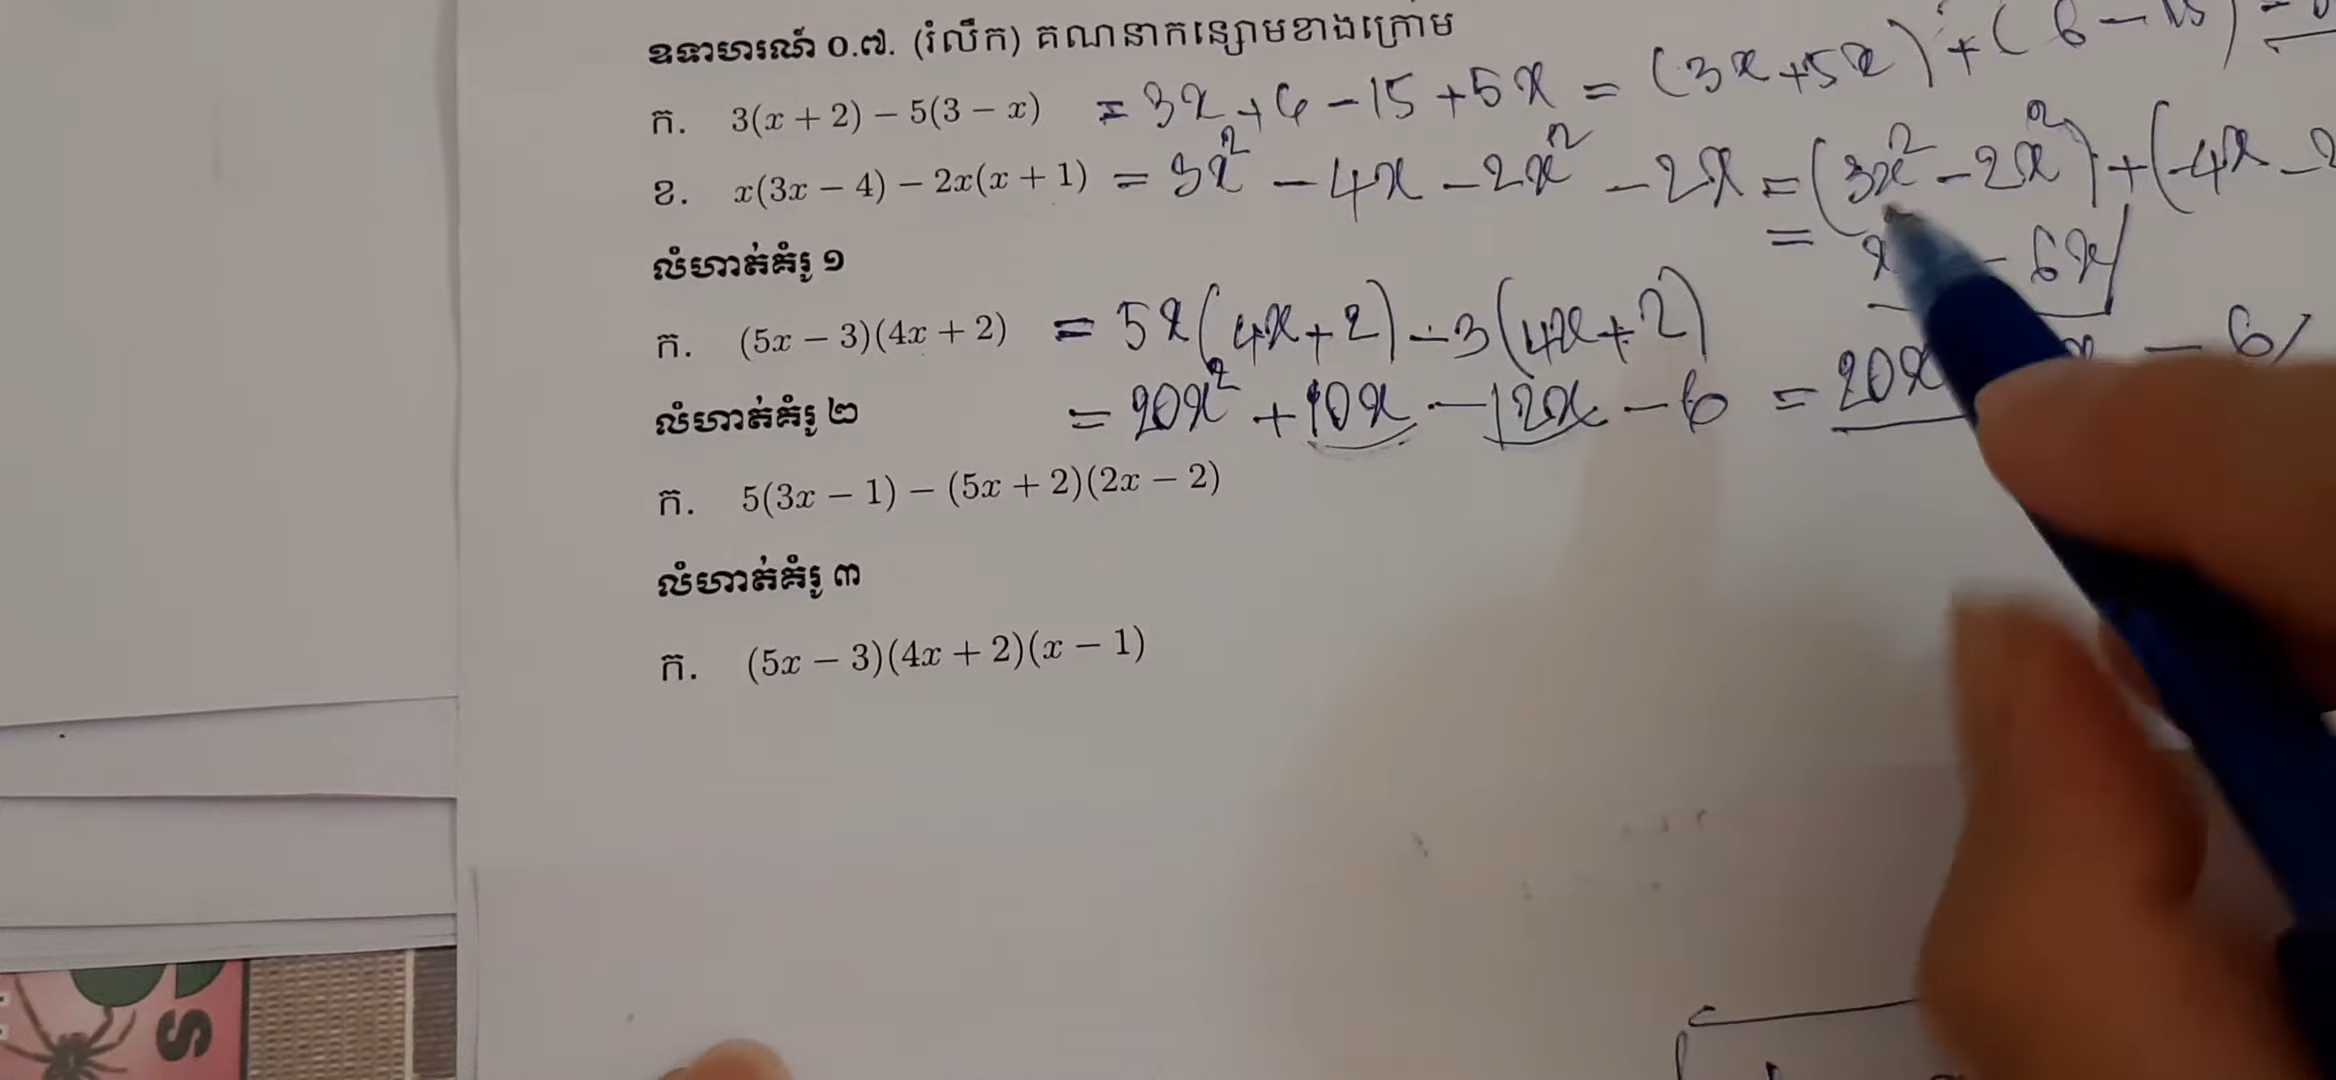 ឧទាហរណ៍ ០.៧. (រំលឹក) គណនាកន្សោមខាងក្រោម
ក. 3(x + 2) − 5(3 − x) = 3x + 6 − 15 + 5x = (3x + 5x) + (6 − 15) =
ខ. x(3x − 4) − 2x(x + 1) = 3x² − 4x − 2x² − 2x = (3x² − 2x²) + (−4x − 2
= x − 6x
លំហាត់គំរូ ១
ក. (5x − 3)(4x + 2) = 5x(4x + 2) − 3(4x + 2)
= 20x² + 10x − 12x − 6 = 20x − 6
លំហាត់គំរូ ២
ក. 5(3x − 1) − (5x + 2)(2x − 2)
លំហាត់គំរូ ៣
ក. (5x − 3)(4x + 2)(x − 1)
S